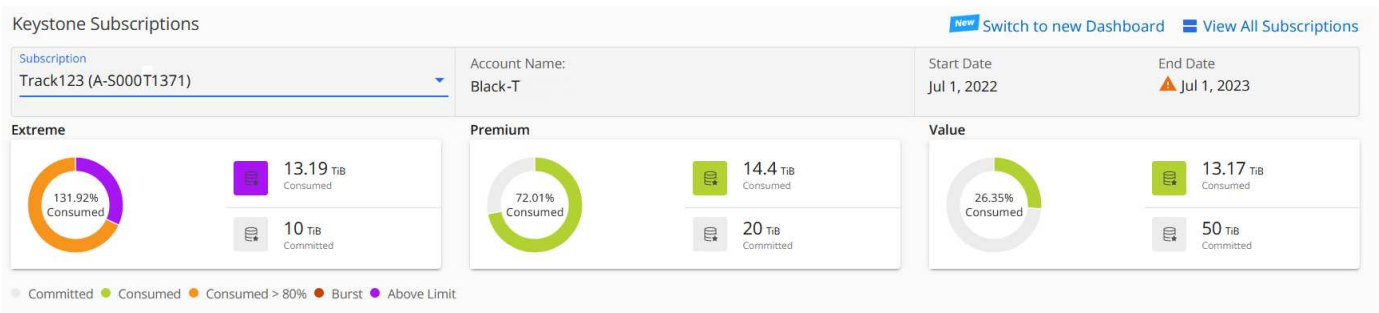 Keystone Subscriptions
New Switch to new Dashboard View All Subscriptions
Subscription
Track123 (A-S000T1371)
Account Name:
Black-T
Start Date
Jul 1, 2022
End Date
Jul 1, 2023
Extreme
131.92%
Consumed
13.19 TiB
Consumed
10 TiB
Committed
Premium
72.01%
Consumed
14.4 TiB
Consumed
20 TiB
Committed
Value
26.35%
Consumed
13.17 TiB
Consumed
50 TiB
Committed
Committed Consumed Consumed > 80% Burst Above Limit